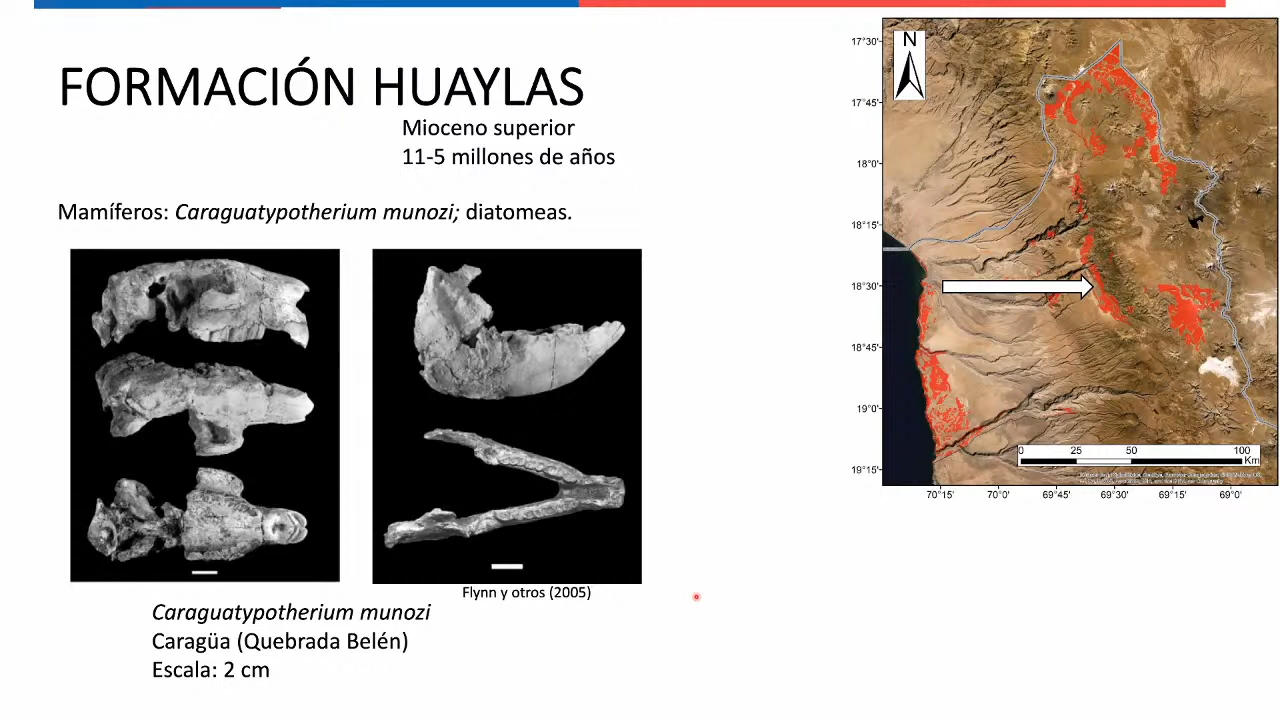 FORMACIÓN HUAYLAS
Mioceno superior
11-5 millones de años
Mamíferos: Caraguatypotherium munozi; diatomeas.
Flynn y otros (2005)
Caraguatypotherium munozi
Caragüa (Quebrada Belén)
Escala: 2 cm
N
17°30'
17°45'
18°0'
18°15'
18°30'
18°45'
19°0'
19°15'
0 25 50 100
Km
70°15' 70°0' 69°45' 69°30' 69°15' 69°0'